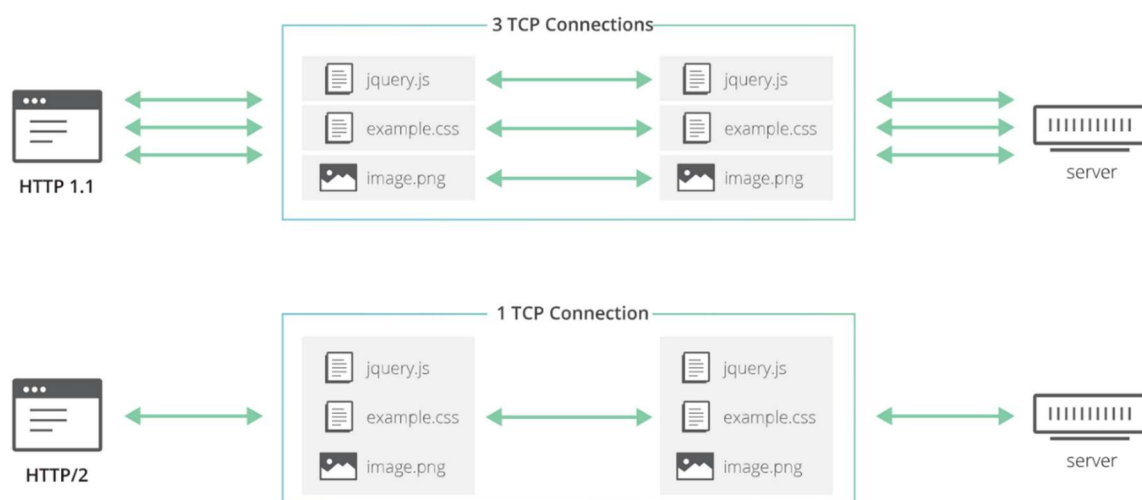 3 TCP Connections
jquery.js
jquery.js
example.css
example.css
image.png
image.png
HTTP 1.1
server
1 TCP Connection
jquery.js
jquery.js
example.css
example.css
image.png
image.png
HTTP/2
server